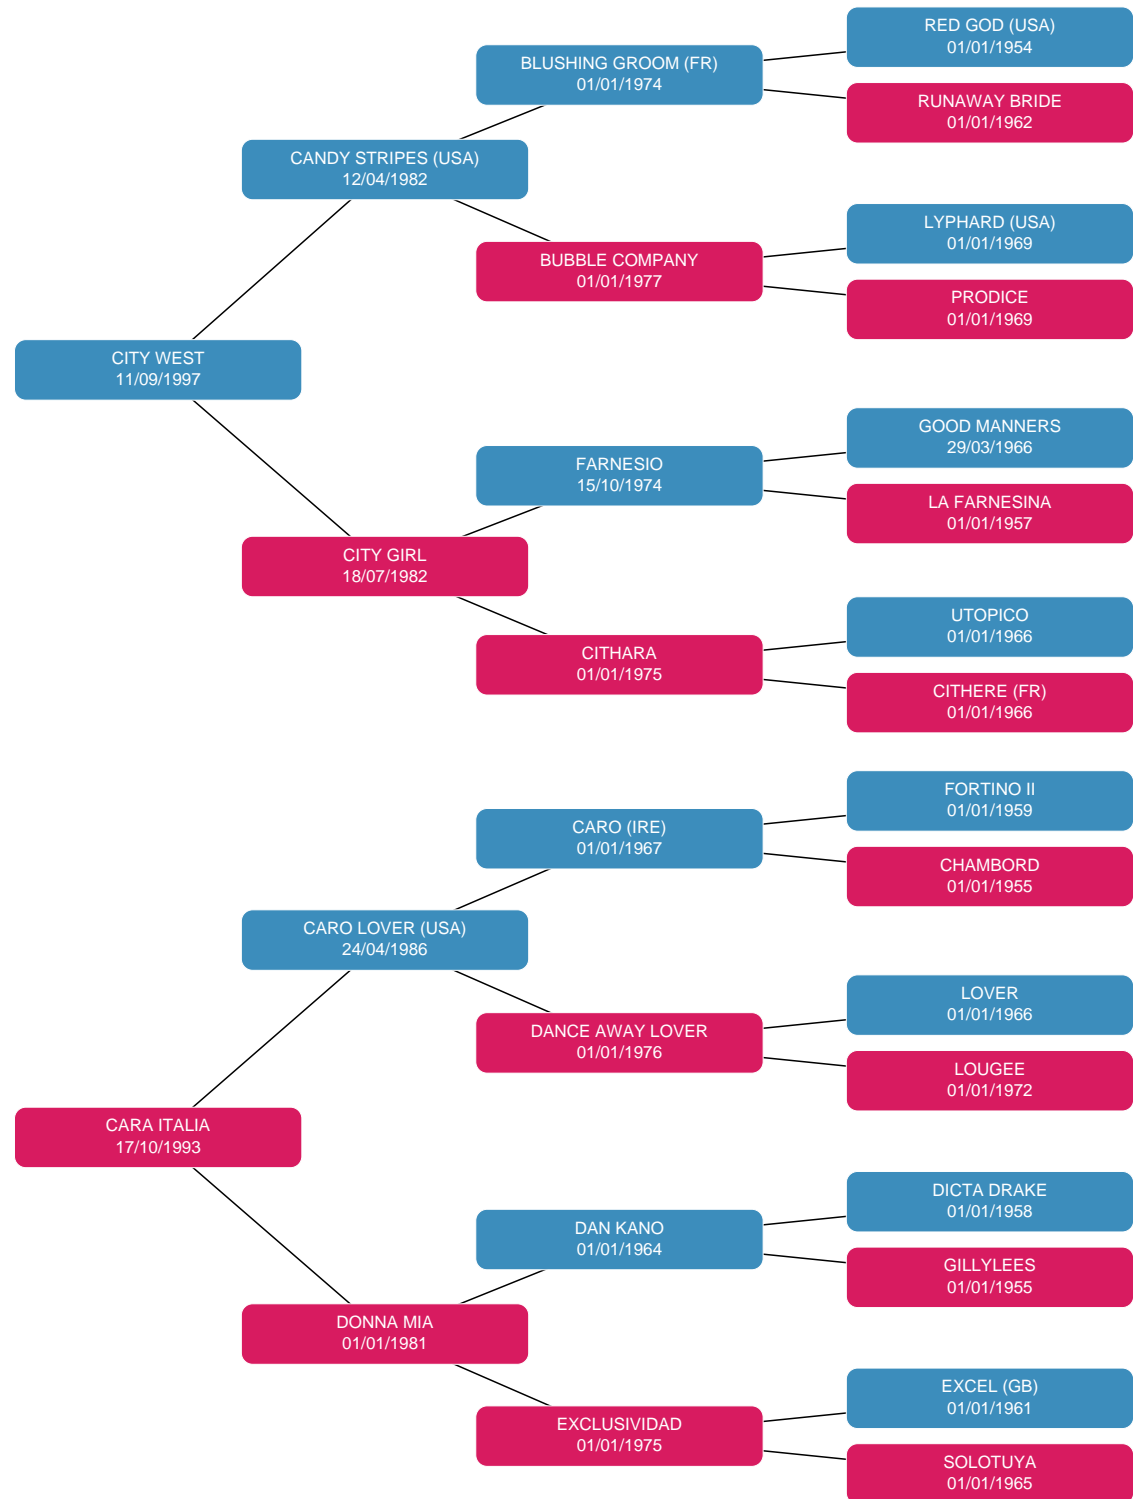 RED GOD (USA)
01/01/1954
BLUSHING GROOM (FR)
01/01/1974
RUNAWAY BRIDE
01/01/1962
CANDY STRIPES (USA)
12/04/1982
LYPHARD (USA)
01/01/1969
BUBBLE COMPANY
01/01/1977
PRODICE
01/01/1969
CITY WEST
11/09/1997
GOOD MANNERS
29/03/1966
FARNESIO
15/10/1974
LA FARNESINA
01/01/1957
CITY GIRL
18/07/1982
UTOPICO
01/01/1966
CITHARA
01/01/1975
CITHERE (FR)
01/01/1966
FORTINO II
01/01/1959
CARO (IRE)
01/01/1967
CHAMBORD
01/01/1955
CARO LOVER (USA)
24/04/1986
LOVER
01/01/1966
DANCE AWAY LOVER
01/01/1976
LOUGEE
01/01/1972
CARA ITALIA
17/10/1993
DICTA DRAKE
01/01/1958
DAN KANO
01/01/1964
GILLYLEES
01/01/1955
DONNA MIA
01/01/1981
EXCEL (GB)
01/01/1961
EXCLUSIVIDAD
01/01/1975
SOLOTUYA
01/01/1965